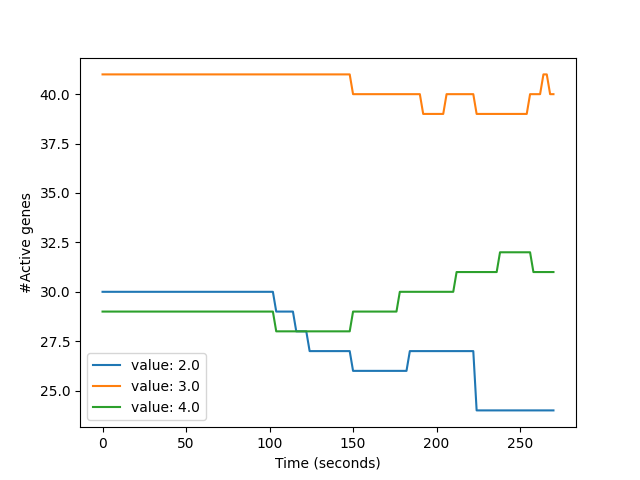 40.0
37.5
35.0
32.5
30.0
27.5
25.0
#Active genes
value: 2.0
value: 3.0
value: 4.0
0 50 100 150 200 250
Time (seconds)